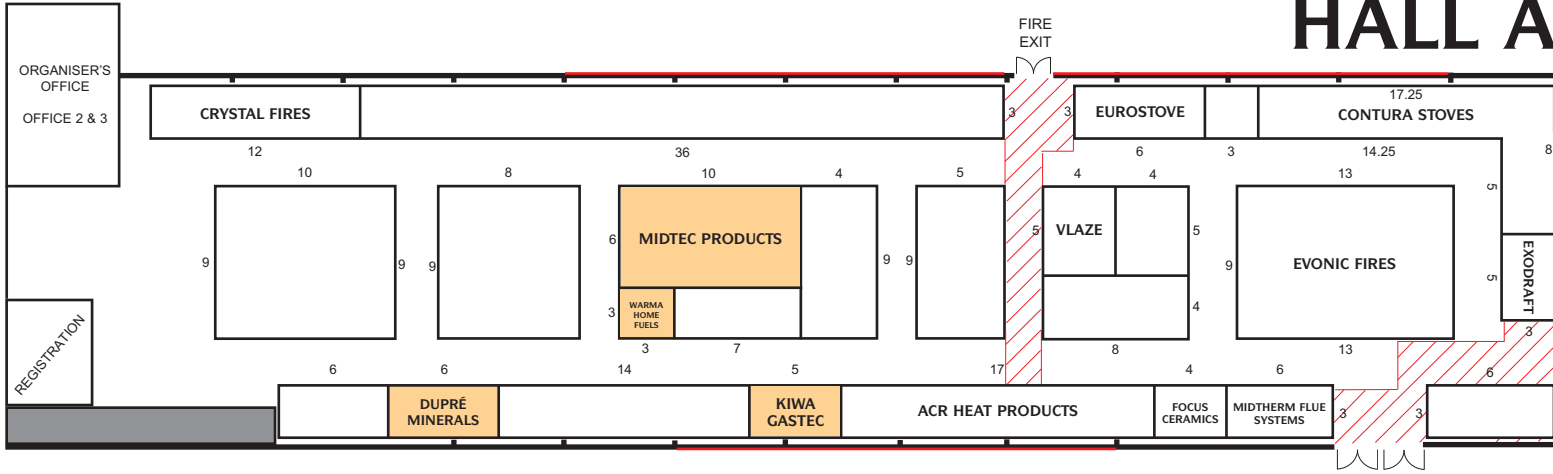 HALL A
FIRE
EXIT
ORGANISER'S
OFFICE
OFFICE 2 & 3
CRYSTAL FIRES
3
3
EUROSTOVE
17.25
CONTURA STOVES
12
36
6
3
14.25
8
10
8
10
4
5
4
4
13
5
9
9
9
6
MIDTEC PRODUCTS
9
9
5
VLAZE
5
9
EVONIC FIRES
5
EXODRAFT
3
WARMA
HOME
FUELS
4
3
7
8
13
3
REGISTRATION
6
6
14
5
17
4
6
6
DUPRÉ
MINERALS
KIWA
GASTEC
ACR HEAT PRODUCTS
FOCUS
CERAMICS
MIDTHERM FLUE
SYSTEMS
3
3